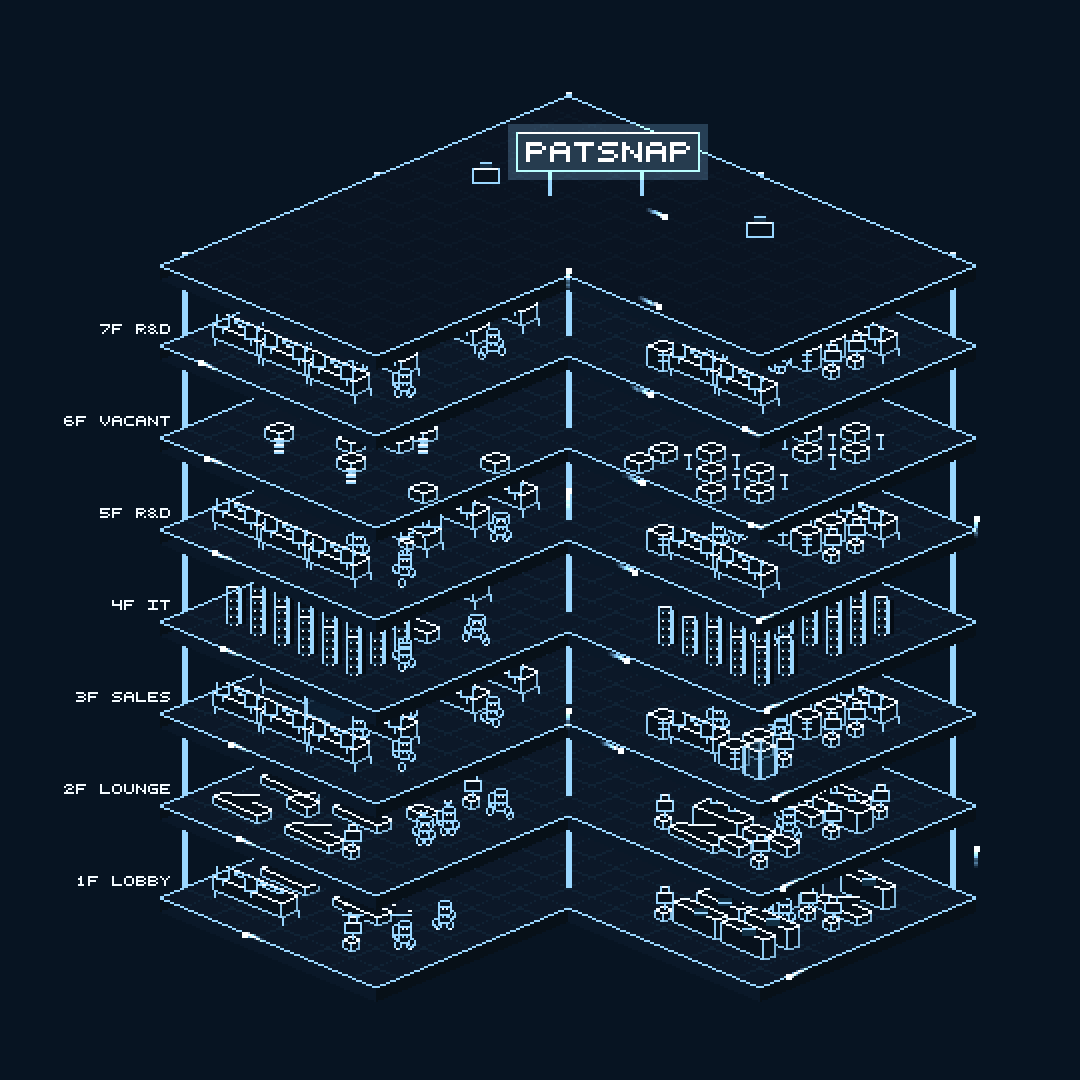 PATSNAP
7F R&D
6F VACANT
5F R&D
4F IT
3F SALES
2F LOUNGE
1F LOBBY